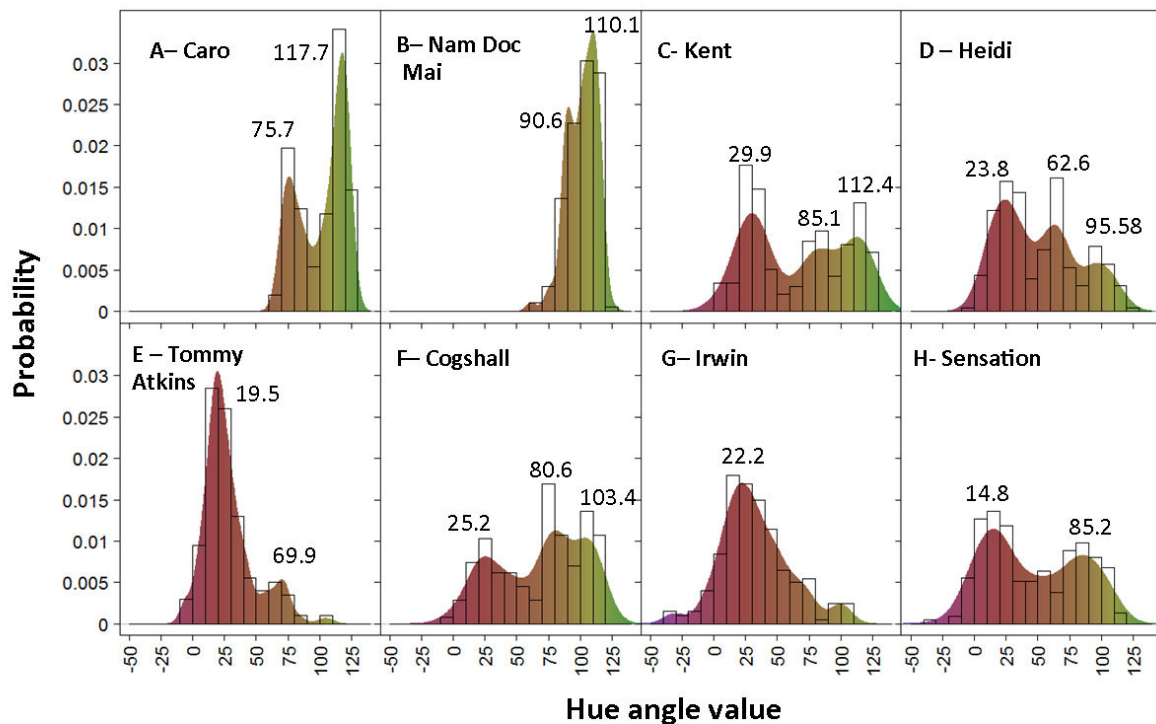 A– Caro
117.7
75.7
B– Nam Doc
Mai
110.1
90.6
C- Kent
29.9
85.1
112.4
D – Heidi
23.8
62.6
95.58
0.03
0.025
0.02
0.015
0.01
0.005
0
Probability
E – Tommy
Atkins
19.5
69.9
F – Cogshall
25.2
80.6
103.4
G– Irwin
22.2
H- Sensation
14.8
85.2
0.03
0.025
0.02
0.015
0.01
0.005
0
-50 -25 0 25 50 75 100 125 -50 -25 0 25 50 75 100 125 -50 -25 0 25 50 75 100 125 -50 -25 0 25 50 75 100 125
Hue angle value